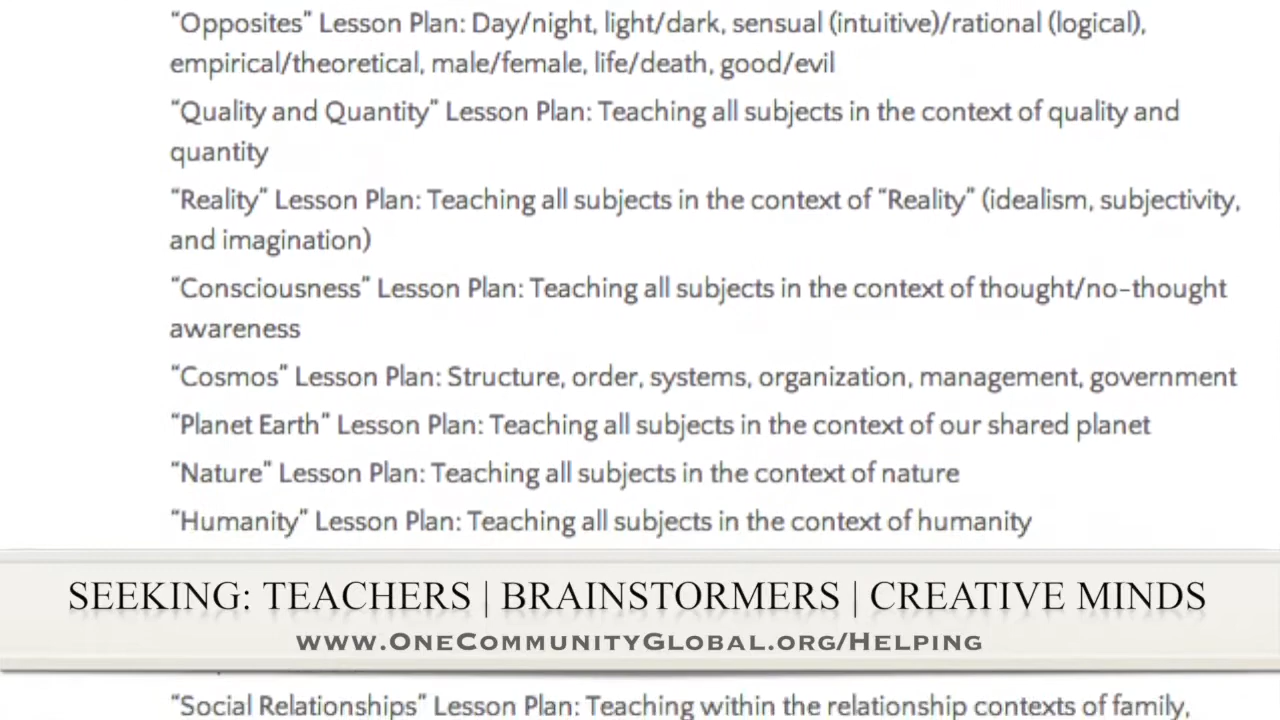 “Opposites” Lesson Plan: Day/night, light/dark, sensual (intuitive)/rational (logical),
empirical/theoretical, male/female, life/death, good/evil
“Quality and Quantity” Lesson Plan: Teaching all subjects in the context of quality and
quantity
“Reality” Lesson Plan: Teaching all subjects in the context of “Reality” (idealism, subjectivity,
and imagination)
“Consciousness” Lesson Plan: Teaching all subjects in the context of thought/no-thought
awareness
“Cosmos” Lesson Plan: Structure, order, systems, organization, management, government
“Planet Earth” Lesson Plan: Teaching all subjects in the context of our shared planet
“Nature” Lesson Plan: Teaching all subjects in the context of nature
“Humanity” Lesson Plan: Teaching all subjects in the context of humanity
SEEKING: TEACHERS | BRAINSTORMERS | CREATIVE MINDS
www.OneCommunityGlobal.org/Helping
“Social Relationships” Lesson Plan: Teaching within the relationship contexts of family,